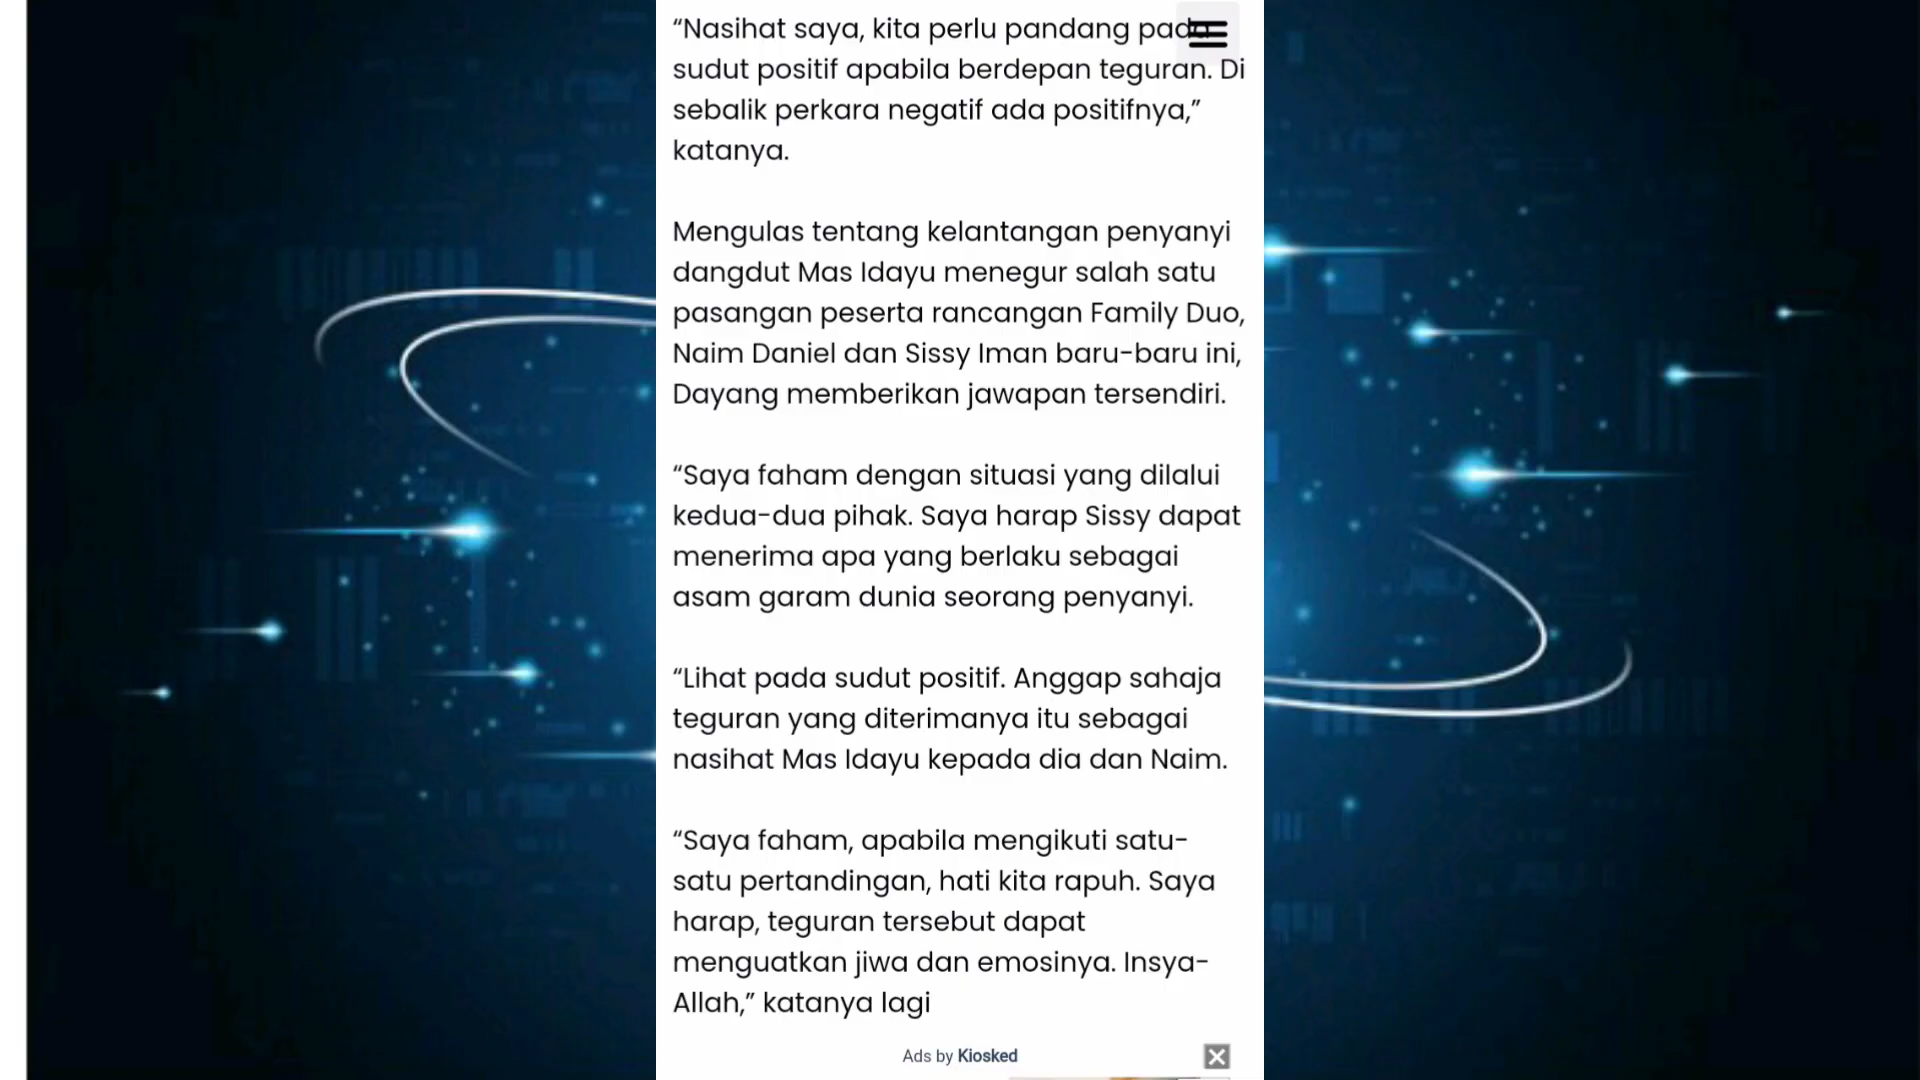 “Nasihat saya, kita perlu pandang pada
sudut positif apabila berdepan teguran. Di
sebalik perkara negatif ada positifnya,”
katanya.
Mengulas tentang kelantangan penyanyi
dangdut Mas Idayu menegur salah satu
pasangan peserta rancangan Family Duo,
Naim Daniel dan Sissy Iman baru-baru ini,
Dayang memberikan jawapan tersendiri.
“Saya faham dengan situasi yang dilalui
kedua-dua pihak. Saya harap Sissy dapat
menerima apa yang berlaku sebagai
asam garam dunia seorang penyanyi.
“Lihat pada sudut positif. Anggap sahaja
teguran yang diterimanya itu sebagai
nasihat Mas Idayu kepada dia dan Naim.
“Saya faham, apabila mengikuti satu-
satu pertandingan, hati kita rapuh. Saya
harap, teguran tersebut dapat
menguatkan jiwa dan emosinya. Insya-
Allah,” katanya lagi
Ads by Kiosked